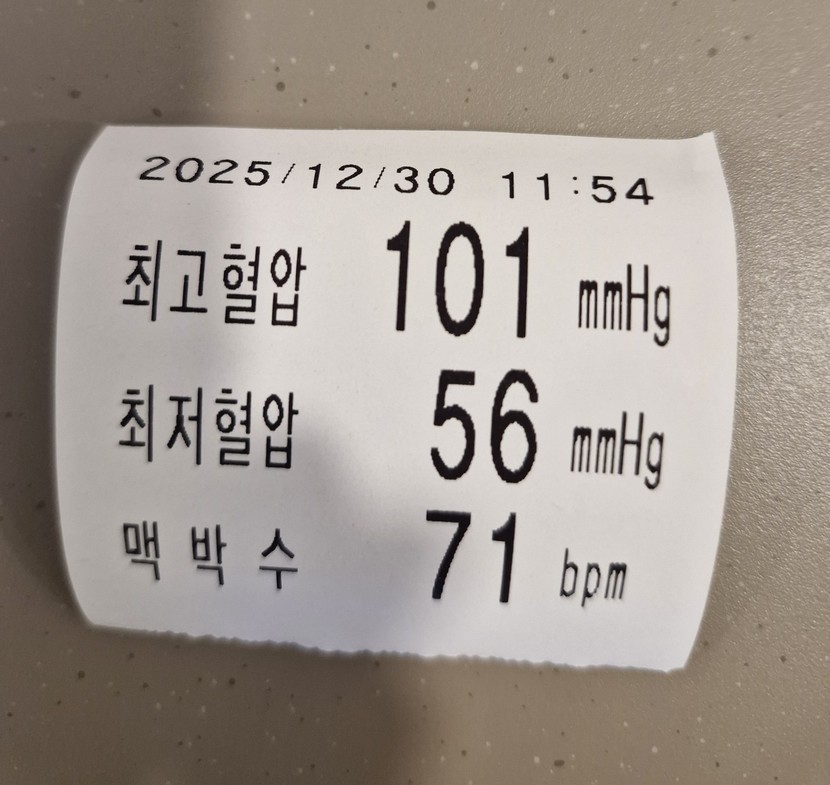 2025/12/30 11:54
최고혈압 101 mmHg
최저혈압 56 mmHg
맥박수 71 bpm